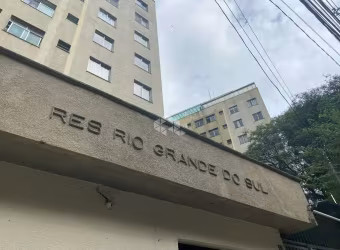 RES RIO GRANDE DO SUL